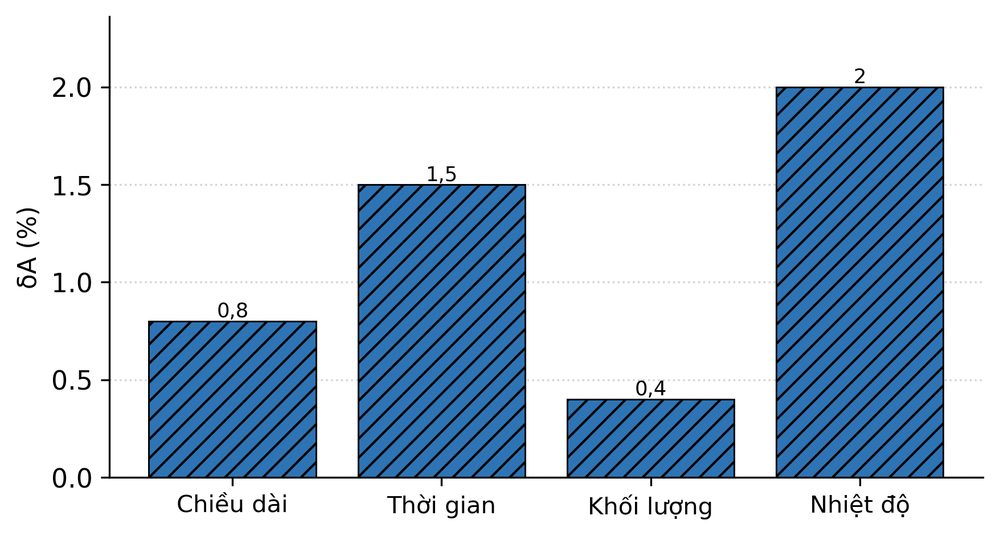 δA (%)
2.0
1.5
1.0
0.5
0.0
0,8
1,5
0,4
2
Chiều dài
Thời gian
Khối lượng
Nhiệt độ